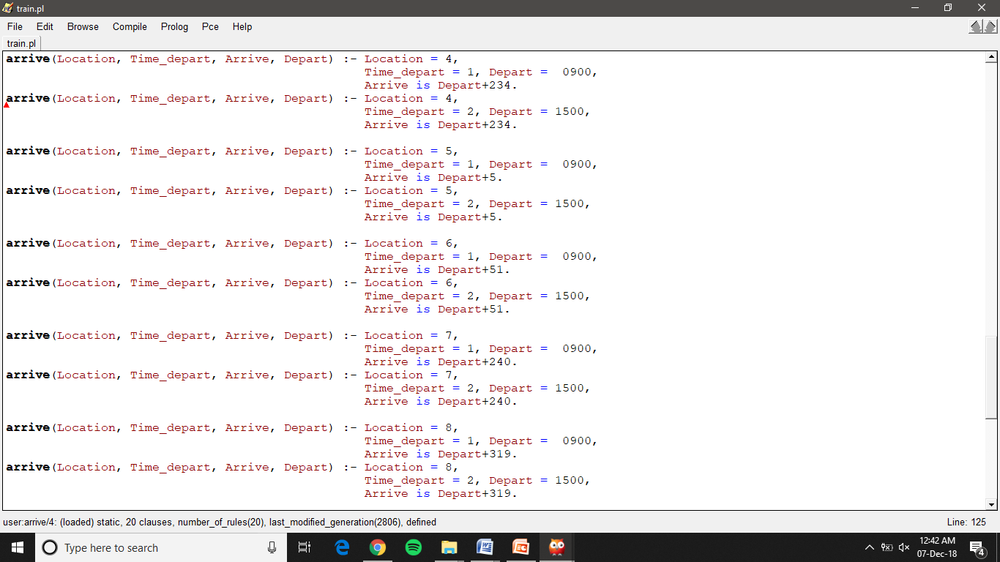 train.pl
File Edit Browse Compile Prolog Pce Help
train.pl
arrive(Location, Time_depart, Arrive, Depart) :- Location = 4,
Time_depart = 1, Depart =  0900,
Arrive is Depart+234.
arrive(Location, Time_depart, Arrive, Depart) :- Location = 4,
Time_depart = 2, Depart = 1500,
Arrive is Depart+234.
arrive(Location, Time_depart, Arrive, Depart) :- Location = 5,
Time_depart = 1, Depart =  0900,
Arrive is Depart+5.
arrive(Location, Time_depart, Arrive, Depart) :- Location = 5,
Time_depart = 2, Depart = 1500,
Arrive is Depart+5.
arrive(Location, Time_depart, Arrive, Depart) :- Location = 6,
Time_depart = 1, Depart =  0900,
Arrive is Depart+51.
arrive(Location, Time_depart, Arrive, Depart) :- Location = 6,
Time_depart = 2, Depart = 1500,
Arrive is Depart+51.
arrive(Location, Time_depart, Arrive, Depart) :- Location = 7,
Time_depart = 1, Depart =  0900,
Arrive is Depart+240.
arrive(Location, Time_depart, Arrive, Depart) :- Location = 7,
Time_depart = 2, Depart = 1500,
Arrive is Depart+240.
arrive(Location, Time_depart, Arrive, Depart) :- Location = 8,
Time_depart = 1, Depart =  0900,
Arrive is Depart+319.
arrive(Location, Time_depart, Arrive, Depart) :- Location = 8,
Time_depart = 2, Depart = 1500,
Arrive is Depart+319.
user:arrive/4: (loaded) static, 20 clauses, number_of_rules(20), last_modified_generation(2806), defined
Line: 125
Type here to search
12:42 AM
07-Dec-18
4